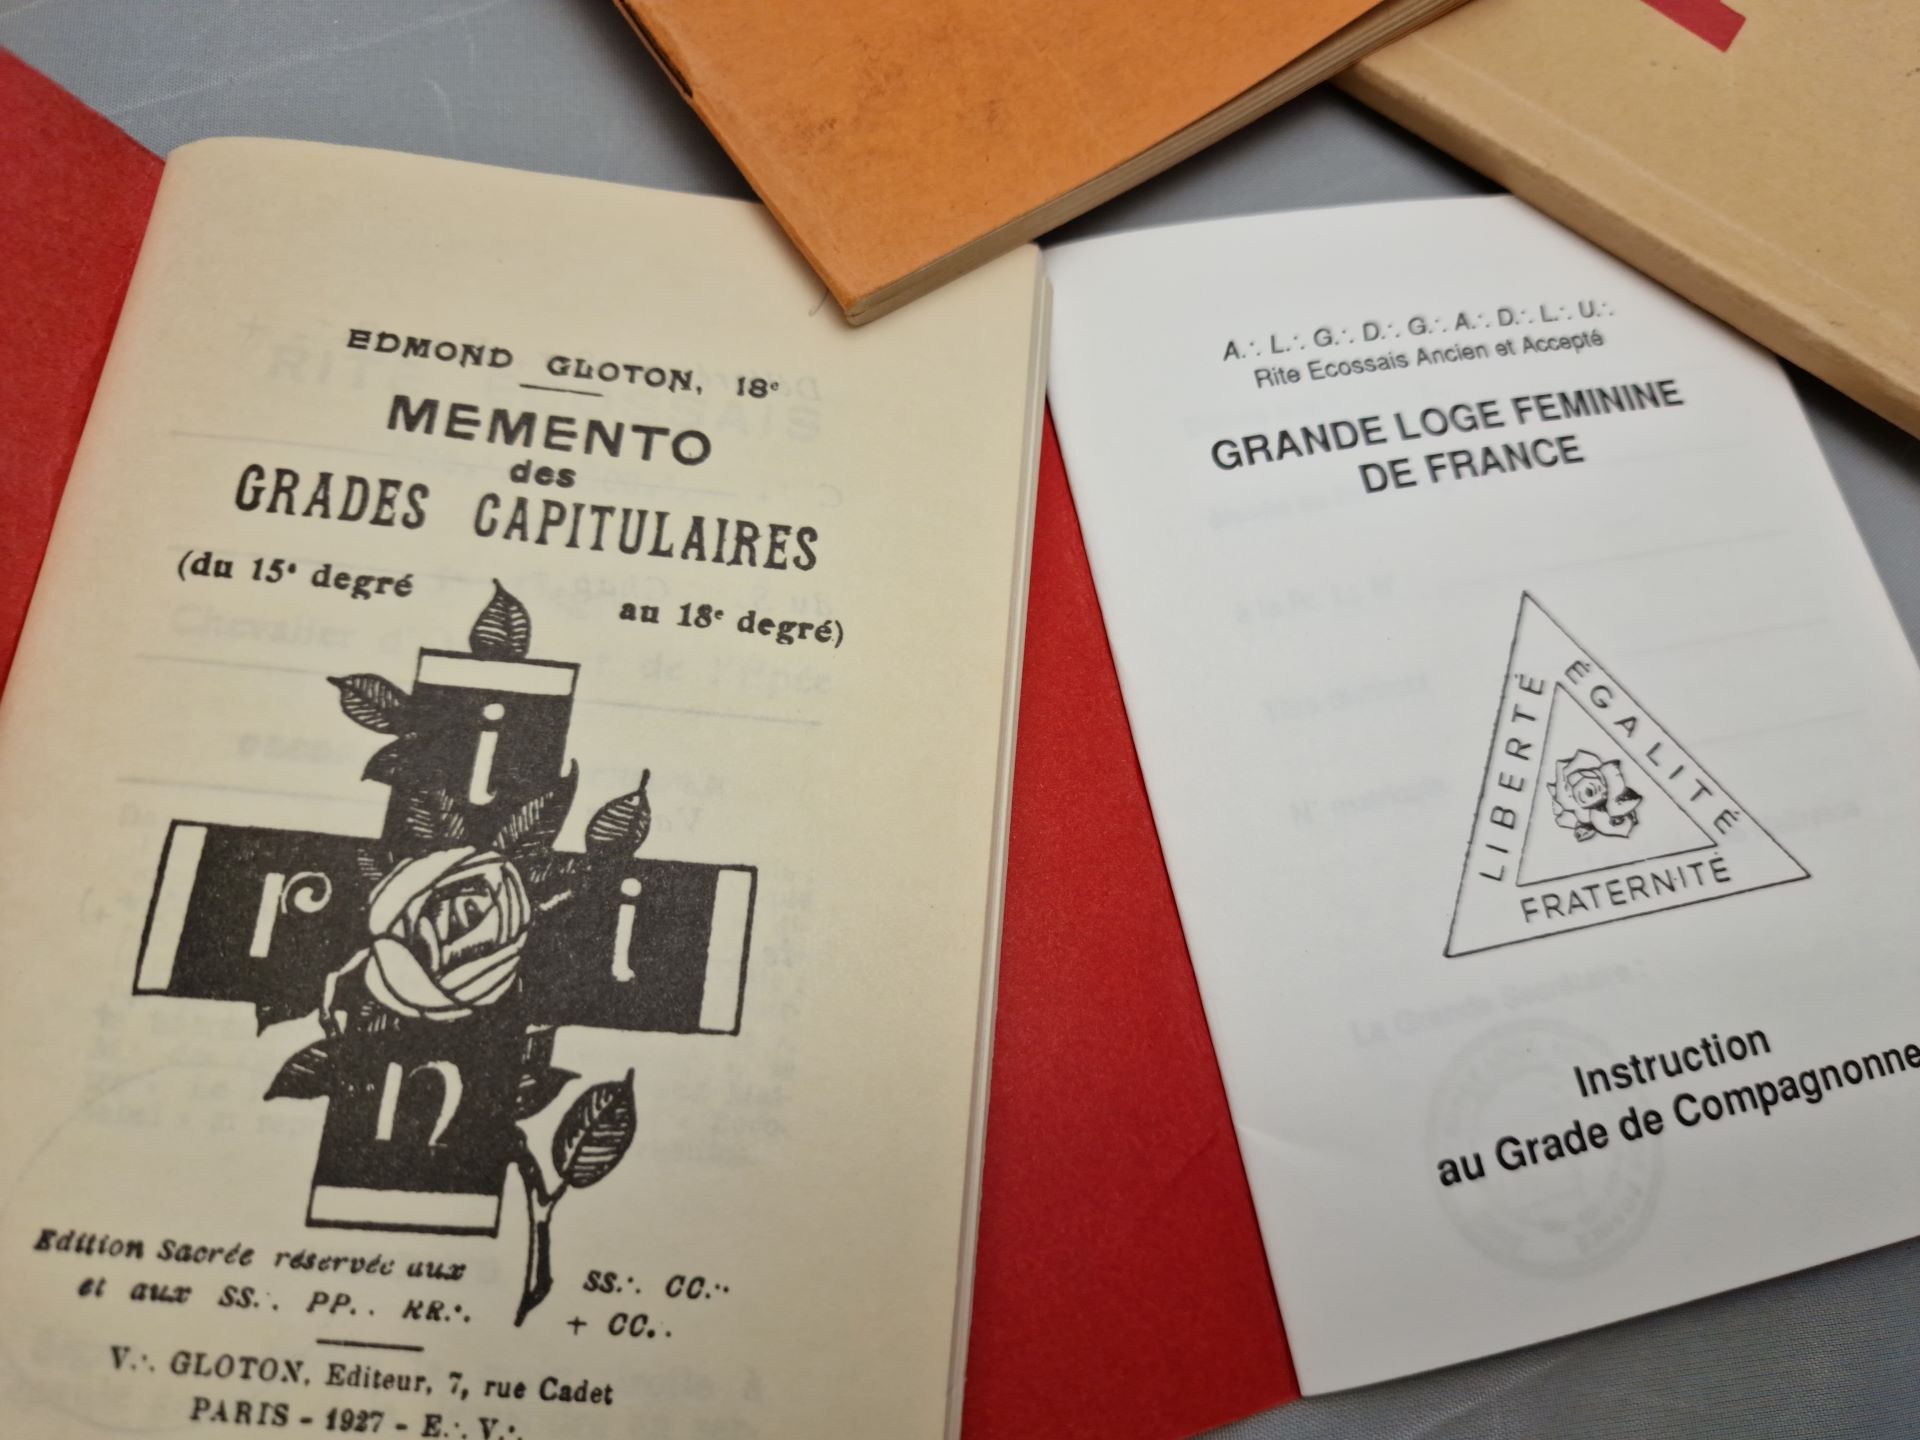 EDMOND GLOTON, 18e
MEMENTO
des
GRADES CAPITULAIRES
(du 15e degré
au 18e degré)
i
r i
n
Edition Sacrée réservée aux SS∴ CC∴
et aux SS∴ PP∴ RR∴ + CC∴
V∴ GLOTON, Editeur, 7, rue Cadet
PARIS - 1927 - E∴ V∴
A∴ L∴ G∴ D∴ G∴ A∴ D∴ L∴ U∴
Rite Ecossais Ancien et Accepté
GRANDE LOGE FEMININE
DE FRANCE
LIBERTÉ
ÉGALITÉ
FRATERNITÉ
Instruction
au Grade de Compagnonne